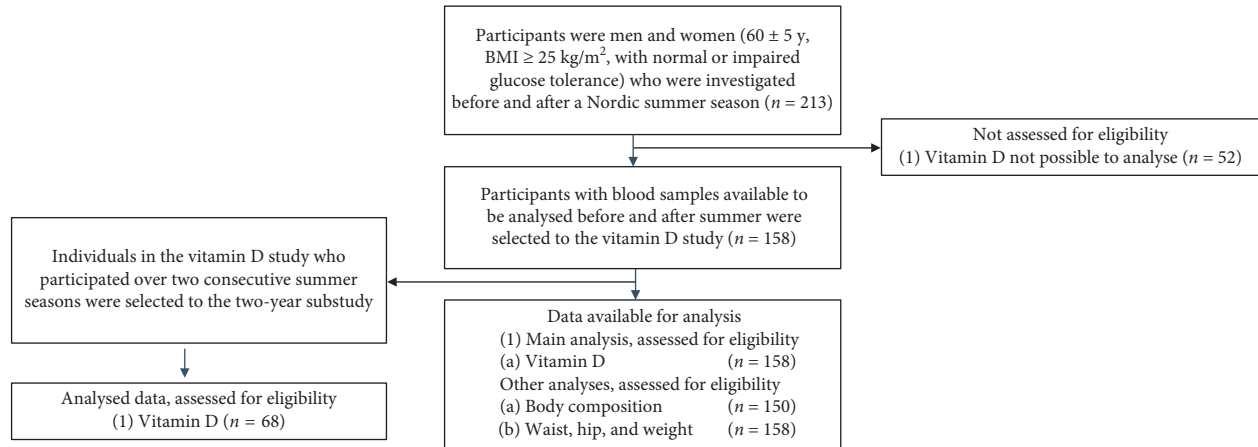 Participants were men and women (60 ± 5 y,
BMI ≥ 25 kg/m², with normal or impaired
glucose tolerance) who were investigated
before and after a Nordic summer season (n = 213)
Not assessed for eligibility
(1) Vitamin D not possible to analyse (n = 52)
Participants with blood samples available to
be analysed before and after summer were
selected to the vitamin D study (n = 158)
Individuals in the vitamin D study who
participated over two consecutive summer
seasons were selected to the two-year substudy
Data available for analysis
(1) Main analysis, assessed for eligibility
(a) Vitamin D (n = 158)
Other analyses, assessed for eligibility
(a) Body composition (n = 150)
(b) Waist, hip, and weight (n = 158)
Analysed data, assessed for eligibility
(1) Vitamin D (n = 68)